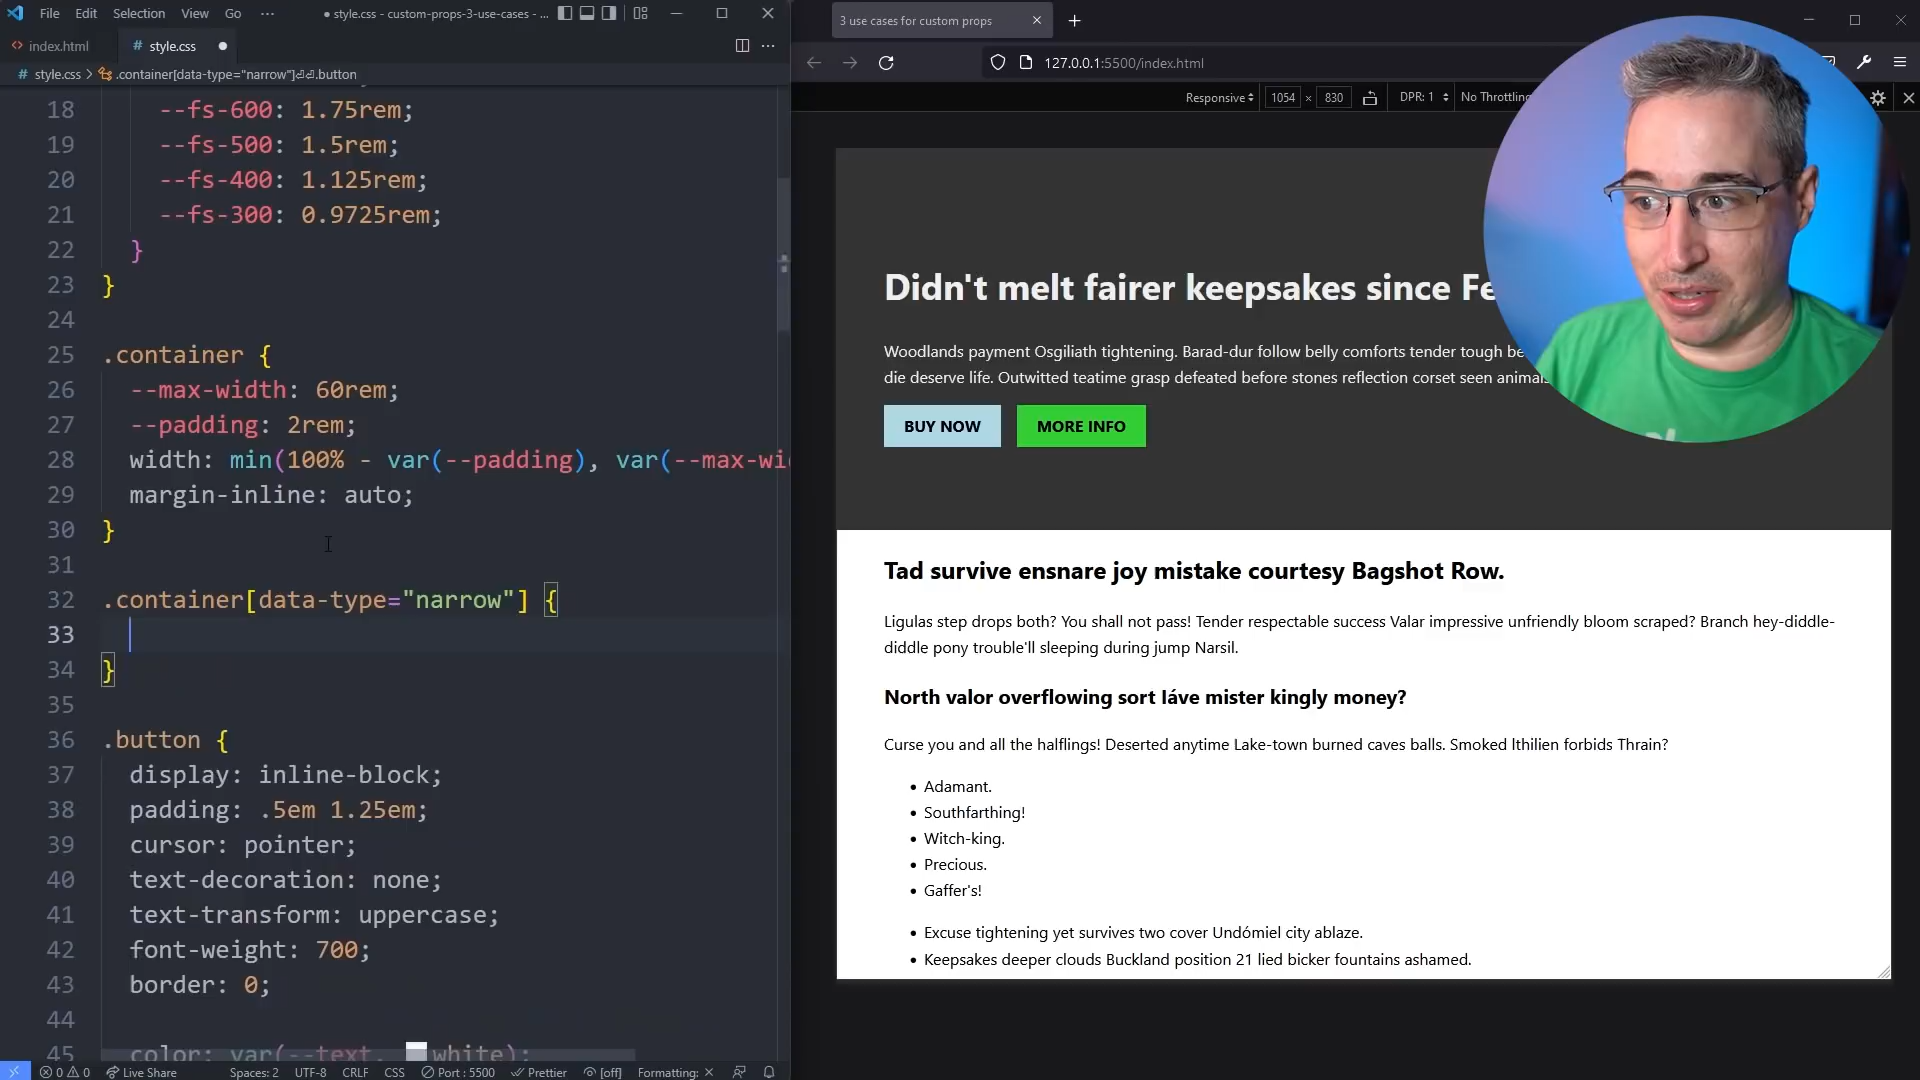 File Edit Selection View Go ··· ● style.css - custom-props-3-use-cases - ...
index.html # style.css ●
# style.css > .container[data-type="narrow"]⏎⏎.button
18 --fs-600: 1.75rem;
19 --fs-500: 1.5rem;
20 --fs-400: 1.125rem;
21 --fs-300: 0.9725rem;
22 }
23 }
24
25 .container {
26 --max-width: 60rem;
27 --padding: 2rem;
28 width: min(100% - var(--padding), var(--max-wi
29 margin-inline: auto;
30 }
31
32 .container[data-type="narrow"] {
33
34 }
35
36 .button {
37 display: inline-block;
38 padding: .5em 1.25em;
39 cursor: pointer;
40 text-decoration: none;
41 text-transform: uppercase;
42 font-weight: 700;
43 border: 0;
44
45 color: var(--text, white);
0 0 Live Share Spaces: 2 UTF-8 CRLF CSS Port : 5500 Prettier [off] Formatting: ×
3 use cases for custom props
127.0.0.1:5500/index.html
Responsive 1054 × 830 DPR: 1 No Throttling
Didn't melt fairer keepsakes since Fe
Woodlands payment Osgiliath tightening. Barad-dur follow belly comforts tender tough be
die deserve life. Outwitted teatime grasp defeated before stones reflection corset seen animals
BUY NOW MORE INFO
Tad survive ensnare joy mistake courtesy Bagshot Row.
Ligulas step drops both? You shall not pass! Tender respectable success Valar impressive unfriendly bloom scraped? Branch hey-diddle-
diddle pony trouble'll sleeping during jump Narsil.
North valor overflowing sort Iáve mister kingly money?
Curse you and all the halflings! Deserted anytime Lake-town burned caves balls. Smoked Ithilien forbids Thrain?
• Adamant.
• Southfarthing!
• Witch-king.
• Precious.
• Gaffer's!
• Excuse tightening yet survives two cover Undómiel city ablaze.
• Keepsakes deeper clouds Buckland position 21 lied bicker fountains ashamed.